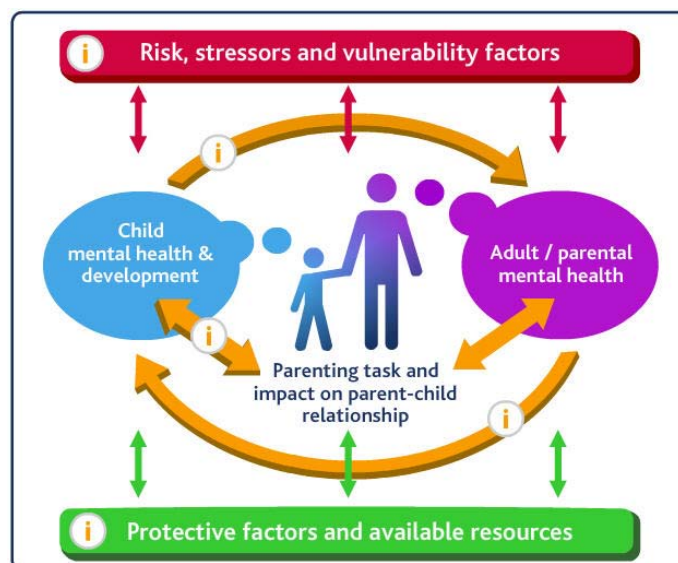 i Risk, stressors and vulnerability factors
i
Child
mental health &
development
Adult / parental
mental health
i
Parenting task and
impact on parent-child
relationship
i
i Protective factors and available resources